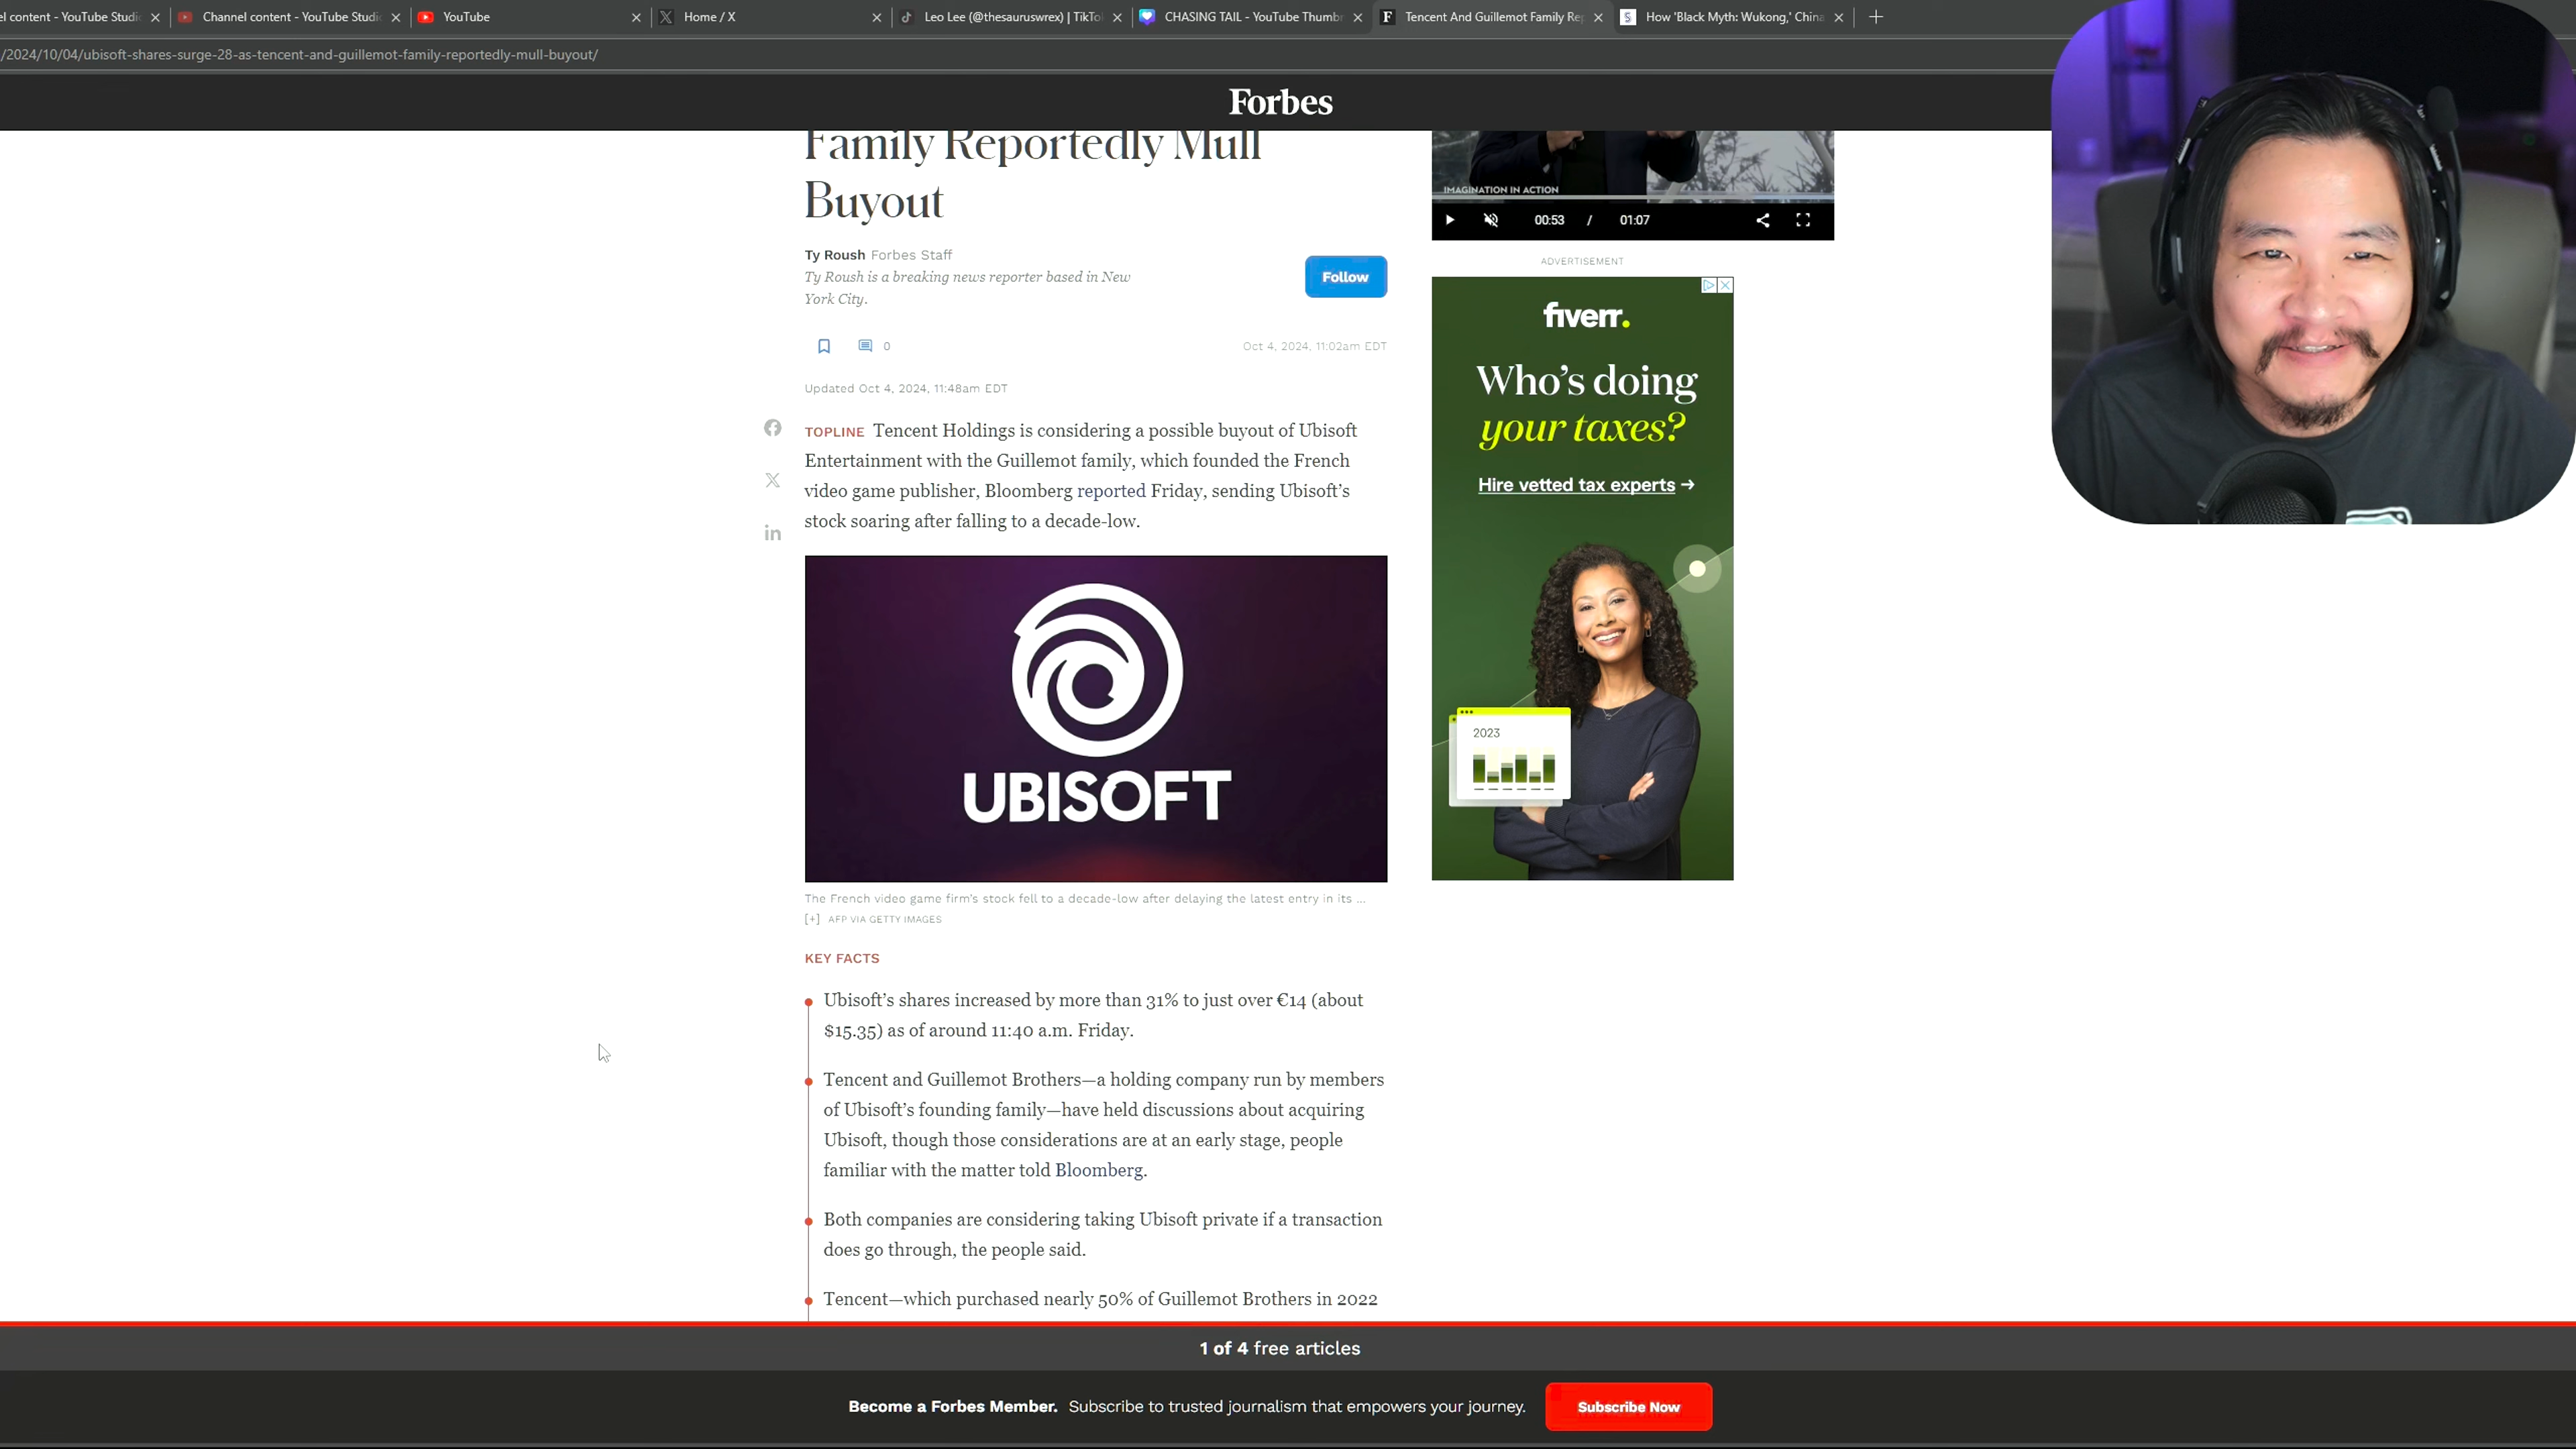 el content - YouTube Studio
Channel content - YouTube Studio
YouTube
Home / X
Leo Lee (@thesauruswrex) | TikTo
CHASING TAIL - YouTube Thumbn
Tencent And Guillemot Family Rep
How 'Black Myth: Wukong,' China
/2024/10/04/ubisoft-shares-surge-28-as-tencent-and-guillemot-family-reportedly-mull-buyout/
Forbes
Family Reportedly Mull
Buyout
Ty Roush Forbes Staff
Ty Roush is a breaking news reporter based in New
York City.
Follow
0
Oct 4, 2024, 11:02am EDT
Updated Oct 4, 2024, 11:48am EDT
TOPLINE Tencent Holdings is considering a possible buyout of Ubisoft
Entertainment with the Guillemot family, which founded the French
video game publisher, Bloomberg reported Friday, sending Ubisoft's
stock soaring after falling to a decade-low.
UBISOFT
The French video game firm's stock fell to a decade-low after delaying the latest entry in its ...
[+] AFP VIA GETTY IMAGES
KEY FACTS
Ubisoft's shares increased by more than 31% to just over €14 (about
$15.35) as of around 11:40 a.m. Friday.
Tencent and Guillemot Brothers—a holding company run by members
of Ubisoft's founding family—have held discussions about acquiring
Ubisoft, though those considerations are at an early stage, people
familiar with the matter told Bloomberg.
Both companies are considering taking Ubisoft private if a transaction
does go through, the people said.
Tencent—which purchased nearly 50% of Guillemot Brothers in 2022
IMAGINATION IN ACTION
00:53 / 01:07
ADVERTISEMENT
fiverr.
Who's doing
your taxes?
Hire vetted tax experts →
2023
1 of 4 free articles
Become a Forbes Member. Subscribe to trusted journalism that empowers your journey.
Subscribe Now